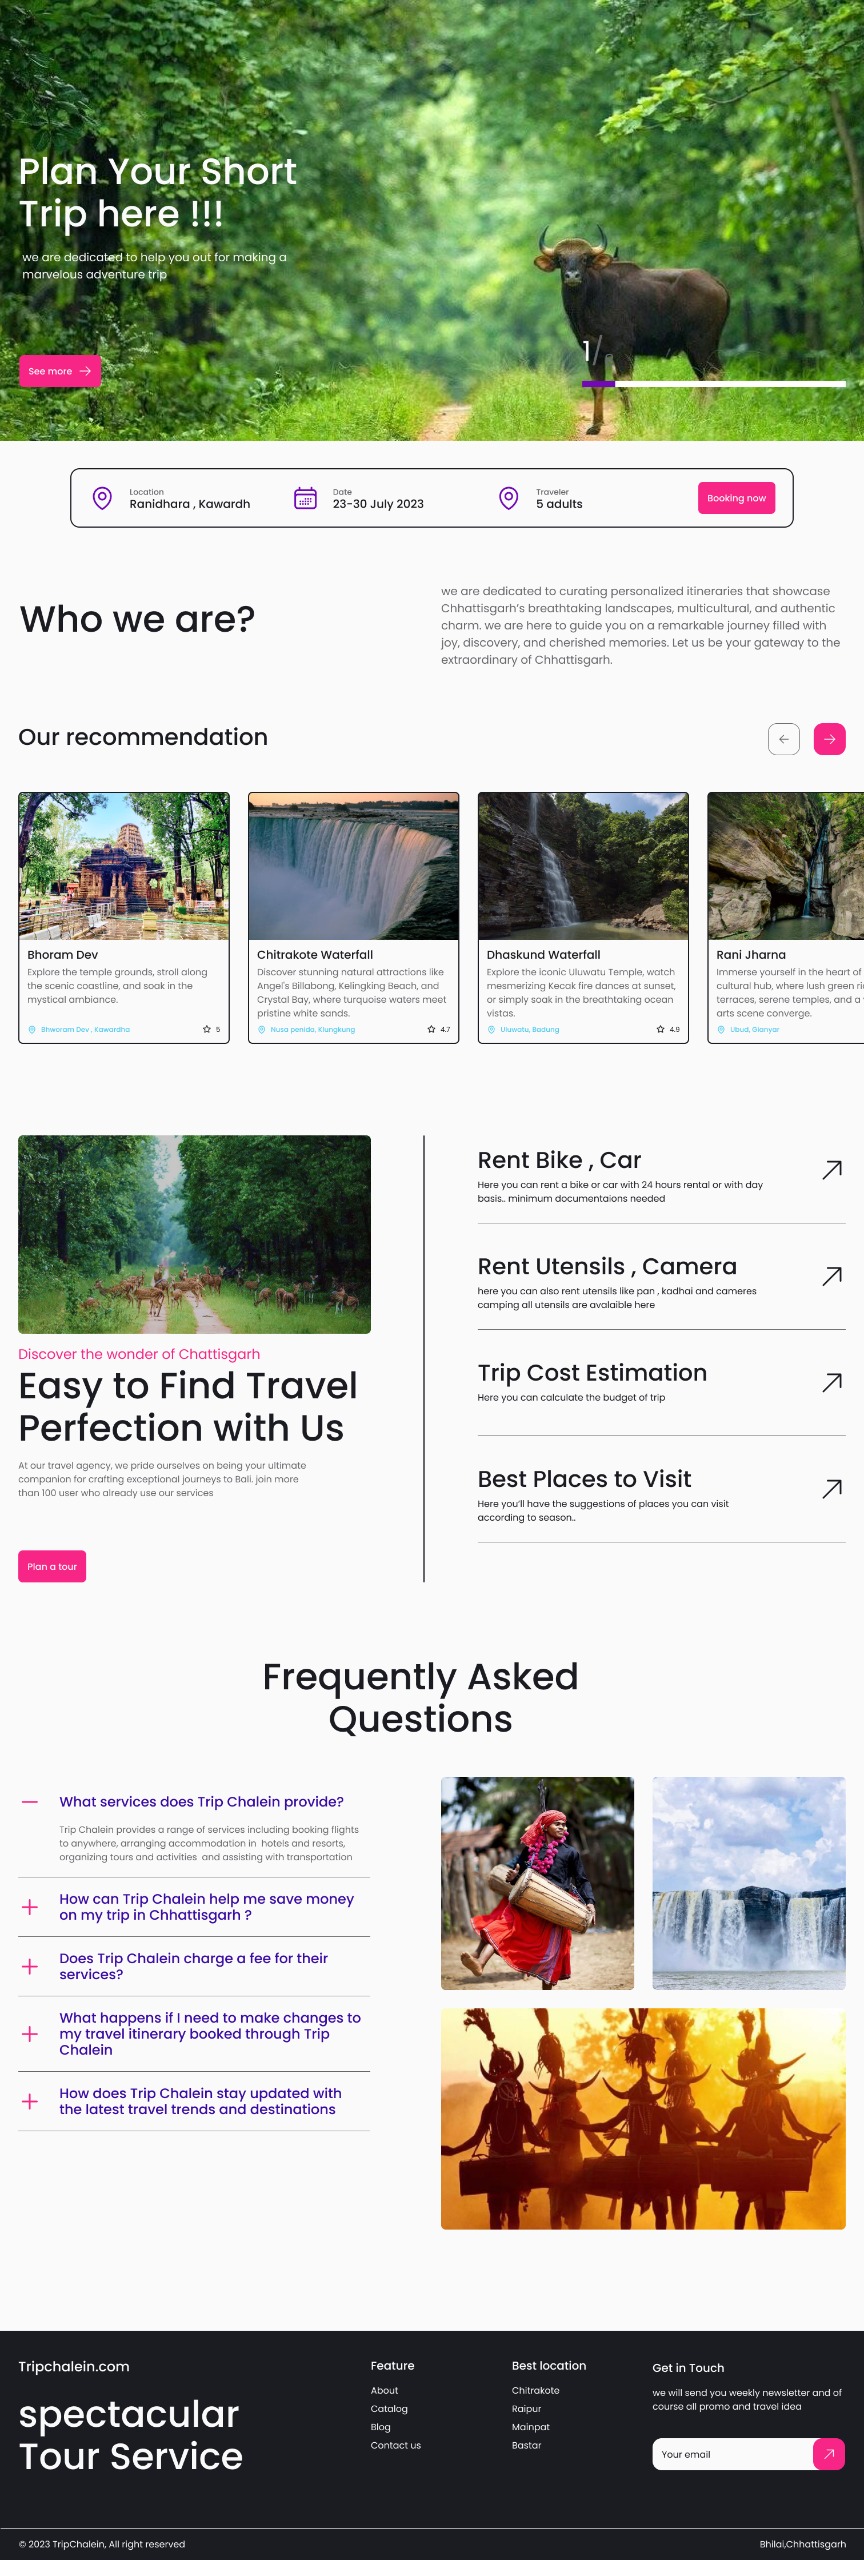 Plan Your Short
Trip here !!!
we are dedicated to help you out for making a
marvelous adventure trip
See more
1/
Location
Ranidhara , Kawardh
Date
23-30 July 2023
Traveler
5 adults
Booking now
Who we are?
we are dedicated to curating personalized itineraries that showcase
Chhattisgarh's breathtaking landscapes, multicultural, and authentic
charm. we are here to guide you on a remarkable journey filled with
joy, discovery, and cherished memories. Let us be your gateway to the
extraordinary of Chhattisgarh.
Our recommendation
Bhoram Dev
Explore the temple grounds, stroll along
the scenic coastline, and soak in the
mystical ambiance.
Bhworam Dev , Kawardha
5
Chitrakote Waterfall
Discover stunning natural attractions like
Angel's Billabong, Kelingking Beach, and
Crystal Bay, where turquoise waters meet
pristine white sands.
Nusa penida, Klungkung
4.7
Dhaskund Waterfall
Explore the iconic Uluwatu Temple, watch
mesmerizing Kecak fire dances at sunset,
or simply soak in the breathtaking ocean
vistas.
Uluwatu, Badung
4.9
Rani Jharna
Immerse yourself in the heart of
cultural hub, where lush green ri
terraces, serene temples, and a
arts scene converge.
Ubud, Gianyar
Discover the wonder of Chattisgarh
Easy to Find Travel
Perfection with Us
At our travel agency, we pride ourselves on being your ultimate
companion for crafting exceptional journeys to Bali. join more
than 100 user who already use our services
Plan a tour
Rent Bike , Car
Here you can rent a bike or car with 24 hours rental or with day
basis.. minimum documentaions needed
Rent Utensils , Camera
here you can also rent utensils like pan , kadhai and cameres
camping all utensils are avalaible here
Trip Cost Estimation
Here you can calculate the budget of trip
Best Places to Visit
Here you'll have the suggestions of places you can visit
according to season..
Frequently Asked
Questions
What services does Trip Chalein provide?
Trip Chalein provides a range of services including booking flights
to anywhere, arranging accommodation in hotels and resorts,
organizing tours and activities and assisting with transportation
How can Trip Chalein help me save money
on my trip in Chhattisgarh ?
Does Trip Chalein charge a fee for their
services?
What happens if I need to make changes to
my travel itinerary booked through Trip
Chalein
How does Trip Chalein stay updated with
the latest travel trends and destinations
Tripchalein.com
spectacular
Tour Service
Feature
About
Catalog
Blog
Contact us
Best location
Chitrakote
Raipur
Mainpat
Bastar
Get in Touch
we will send you weekly newsletter and of
course all promo and travel idea
Your email
© 2023 TripChalein, All right reserved
Bhilai,Chhattisgarh